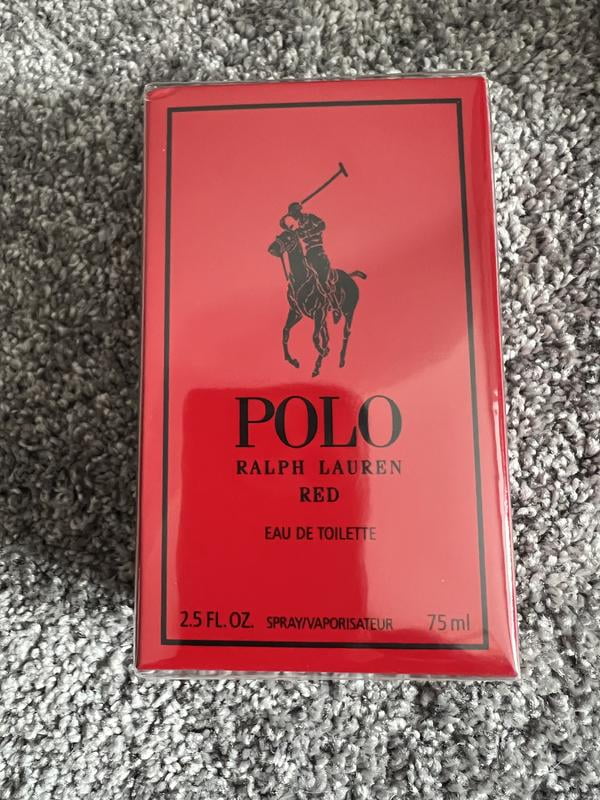 POLO
RALPH LAUREN
RED
EAU DE TOILETTE
2.5 FL. OZ. SPRAY/VAPORISATEUR 75 ml